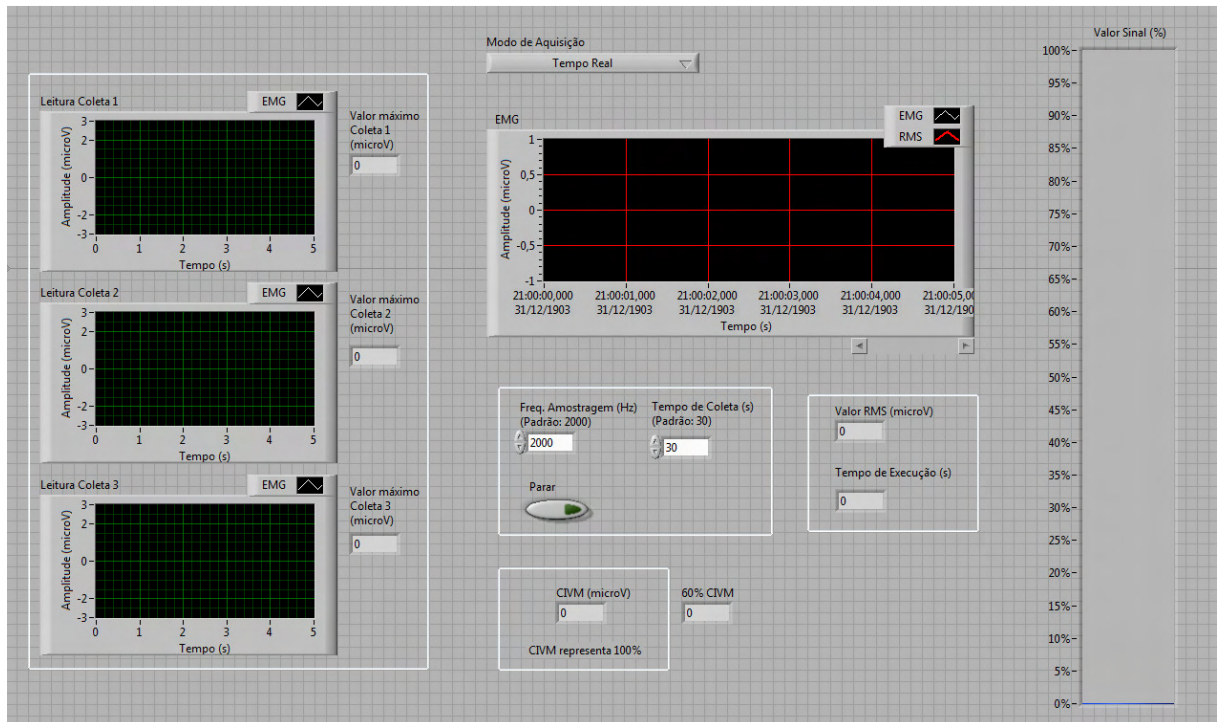 Modo de Aquisição
Tempo Real
Leitura Coleta 1
EMG
Amplitude (microV)
3
2
0
-2
-3
0 1 2 3 4 5
Tempo (s)
Valor máximo
Coleta 1
(microV)
0
Leitura Coleta 2
EMG
Amplitude (microV)
3
2
0
-2
-3
0 1 2 3 4 5
Tempo (s)
Valor máximo
Coleta 2
(microV)
0
Leitura Coleta 3
EMG
Amplitude (microV)
3
2
0
-2
-3
0 1 2 3 4 5
Tempo (s)
Valor máximo
Coleta 3
(microV)
0
EMG
EMG
RMS
Amplitude (microV)
1
0,5
0
-0,5
-1
21:00:00,000 21:00:01,000 21:00:02,000 21:00:03,000 21:00:04,000 21:00:05,0
31/12/1903 31/12/1903 31/12/1903 31/12/1903 31/12/1903 31/12/190
Tempo (s)
Freq. Amostragem (Hz)
(Padrão: 2000)
2000
Tempo de Coleta (s)
(Padrão: 30)
30
Parar
Valor RMS (microV)
0
Tempo de Execução (s)
0
CIVM (microV)
0
CIVM representa 100%
60% CIVM
0
Valor Sinal (%)
100%
95%
90%
85%
80%
75%
70%
65%
60%
55%
50%
45%
40%
35%
30%
25%
20%
15%
10%
5%
0%